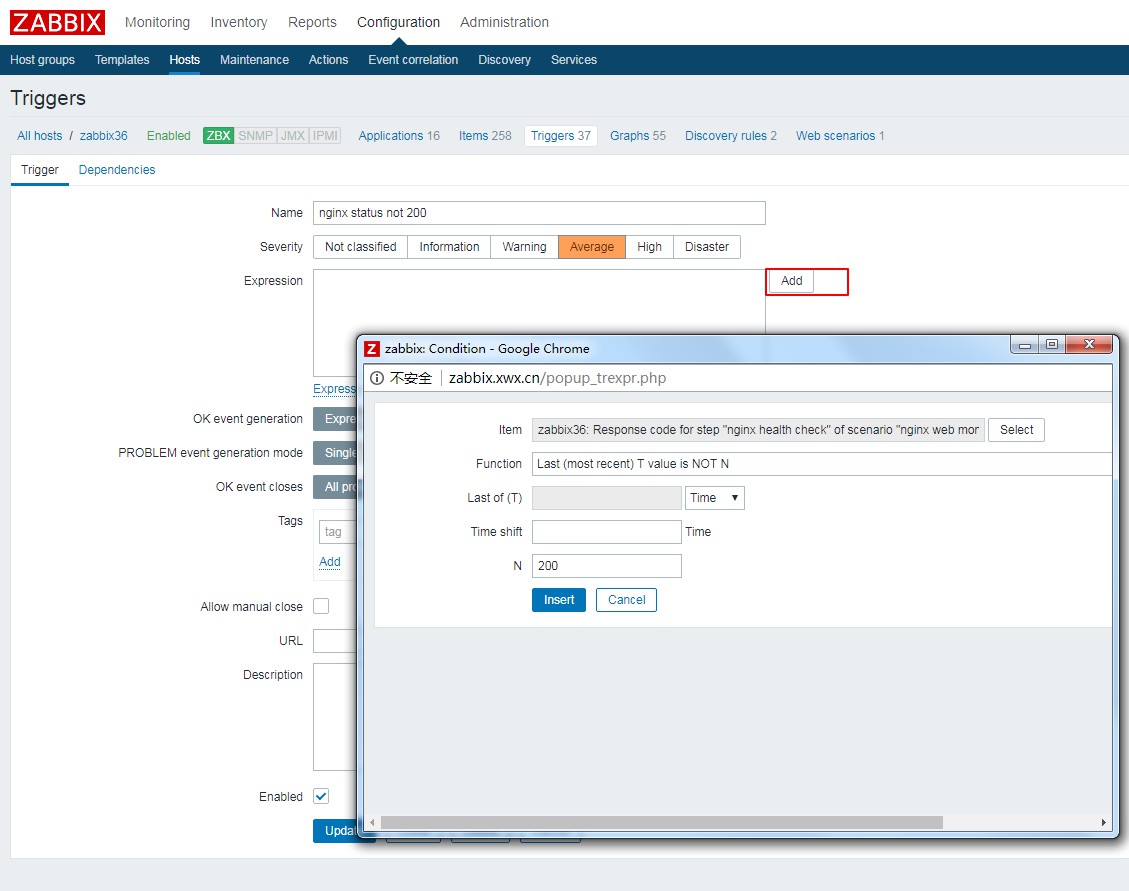 ZABBIX Monitoring Inventory Reports Configuration Administration
Host groups Templates Hosts Maintenance Actions Event correlation Discovery Services
Triggers
All hosts / zabbix36 Enabled ZBX SNMP JMX IPMI Applications 16 Items 258 Triggers 37 Graphs 55 Discovery rules 2 Web scenarios 1
Trigger Dependencies
Name nginx status not 200
Severity Not classified Information Warning Average High Disaster
Expression Add
Z zabbix: Condition - Google Chrome
不安全 zabbix.xwx.cn/popup_trexpr.php
Item zabbix36: Response code for step "nginx health check" of scenario "nginx web mor Select
Function Last (most recent) T value is NOT N
Last of (T) Time
Time shift Time
N 200
Insert Cancel
Express
OK event generation Expre
PROBLEM event generation mode Single
OK event closes All pro
Tags tag
Add
Allow manual close
URL
Description
Enabled
Updat